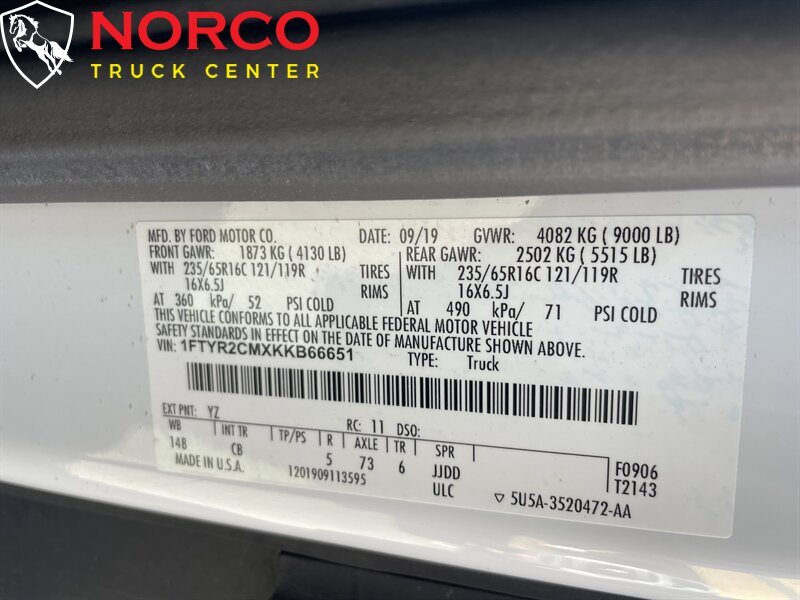 NORCO
TRUCK CENTER
MFD. BY FORD MOTOR CO. DATE: 09/19 GVWR: 4082 KG ( 9000 LB)
FRONT GAWR: 1873 KG ( 4130 LB) REAR GAWR: 2502 KG ( 5515 LB)
WITH 235/65R16C 121/119R TIRES WITH 235/65R16C 121/119R TIRES
16X6.5J RIMS 16X6.5J RIMS
AT 360 kPa/ 52 PSI COLD AT 490 kPa/ 71 PSI COLD
THIS VEHICLE CONFORMS TO ALL APPLICABLE FEDERAL MOTOR VEHICLE
SAFETY STANDARDS IN EFFECT ON THE DATE OF MANUFACTURE SHOWN ABOVE.
VIN: 1FTYR2CMXKKB66651 TYPE: Truck
EXT PNT: YZ RC: 11 DSO:
WB INT TR TP/PS R AXLE TR SPR
148 CB 5 73 6 JJDD
ULC
F0906
T2143
MADE IN U.S.A. 1201909113595
▽ 5U5A-3520472-AA